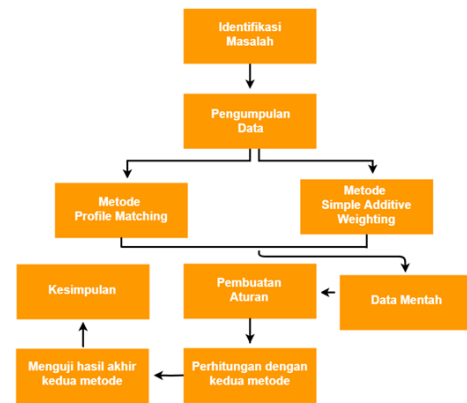 Identifikasi
Masalah
Pengumpulan
Data
Metode
Profile Matching
Metode
Simple Additive
Weighting
Data Mentah
Pembuatan
Aturan
Perhitungan dengan
kedua metode
Menguji hasil akhir
kedua metode
Kesimpulan